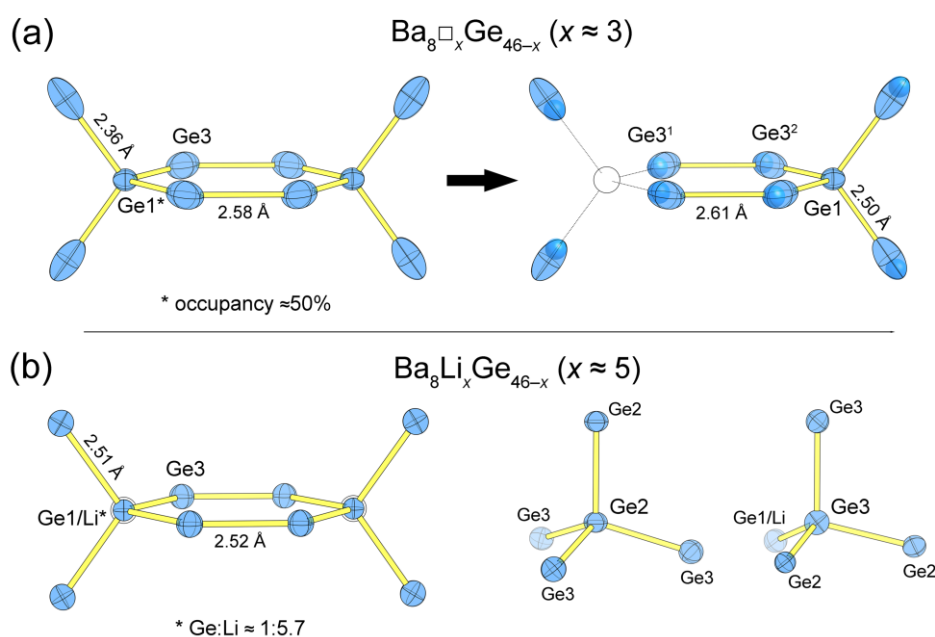 (a)
Ba₈□ₓGe₄₆₋ₓ (x ≈ 3)
2.36 Å
Ge3
Ge1*
2.58 Å
* occupancy ≈50%
Ge3¹
Ge3²
2.61 Å
Ge1
2.50 Å
(b)
Ba₈LiₓGe₄₆₋ₓ (x ≈ 5)
2.51 Å
Ge3
Ge1/Li*
2.52 Å
* Ge:Li ≈ 1:5.7
Ge2
Ge2
Ge3
Ge3
Ge3
Ge3
Ge3
Ge1/Li
Ge2
Ge2